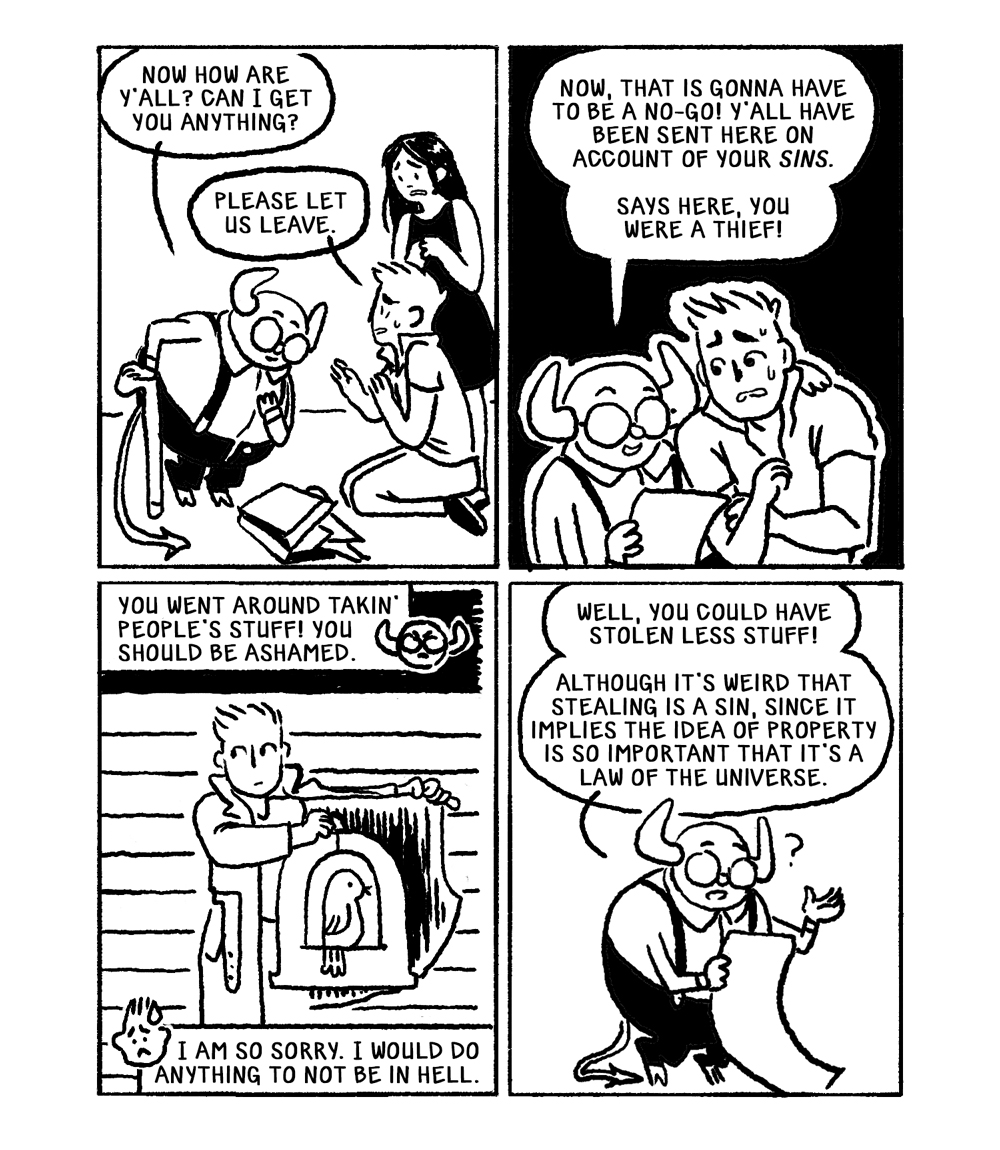 NOW HOW ARE
Y'ALL? CAN I GET
YOU ANYTHING?
PLEASE LET
US LEAVE.
NOW, THAT IS GONNA HAVE
TO BE A NO-GO! Y'ALL HAVE
BEEN SENT HERE ON
ACCOUNT OF YOUR SINS.
SAYS HERE, YOU
WERE A THIEF!
YOU WENT AROUND TAKIN'
PEOPLE'S STUFF! YOU
SHOULD BE ASHAMED.
I AM SO SORRY. I WOULD DO
ANYTHING TO NOT BE IN HELL.
WELL, YOU COULD HAVE
STOLEN LESS STUFF!
ALTHOUGH IT'S WEIRD THAT
STEALING IS A SIN, SINCE IT
IMPLIES THE IDEA OF PROPERTY
IS SO IMPORTANT THAT IT'S A
LAW OF THE UNIVERSE.
?